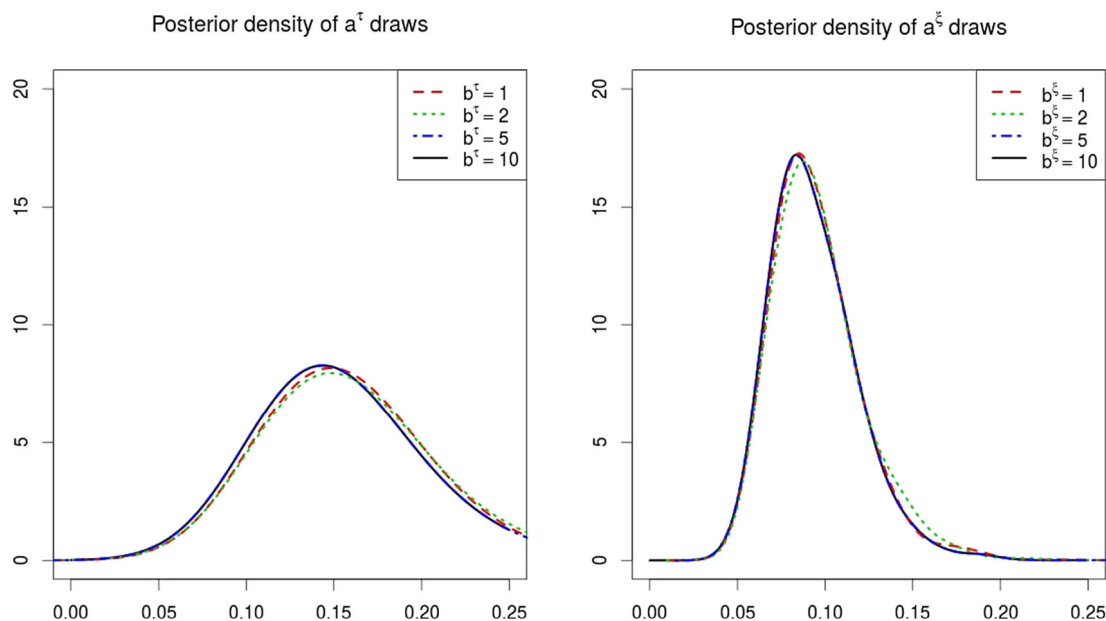 Posterior density of a^τ draws
b^τ = 1
b^τ = 2
b^τ = 5
b^τ = 10
20
15
10
5
0
0.00 0.05 0.10 0.15 0.20 0.25
Posterior density of a^ξ draws
b^ξ = 1
b^ξ = 2
b^ξ = 5
b^ξ = 10
20
15
10
5
0
0.00 0.05 0.10 0.15 0.20 0.25